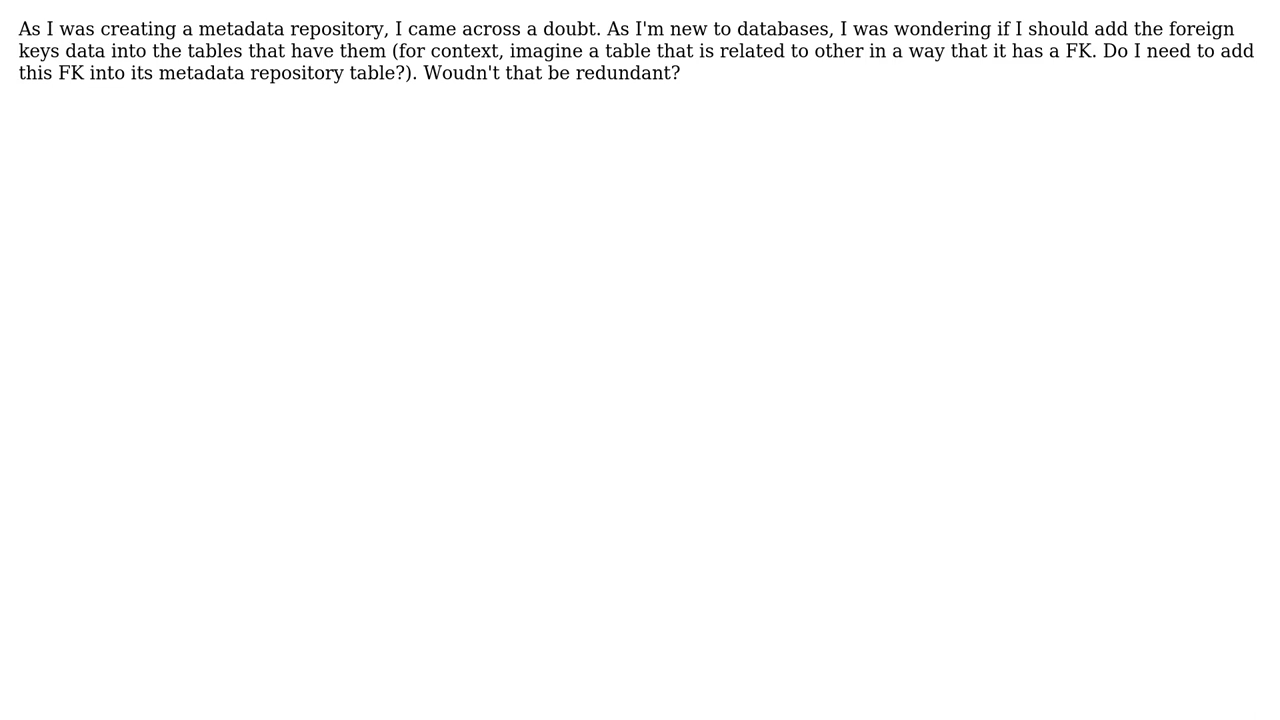 As I was creating a metadata repository, I came across a doubt. As I'm new to databases, I was wondering if I should add the foreign
keys data into the tables that have them (for context, imagine a table that is related to other in a way that it has a FK. Do I need to add
this FK into its metadata repository table?). Woudn't that be redundant?